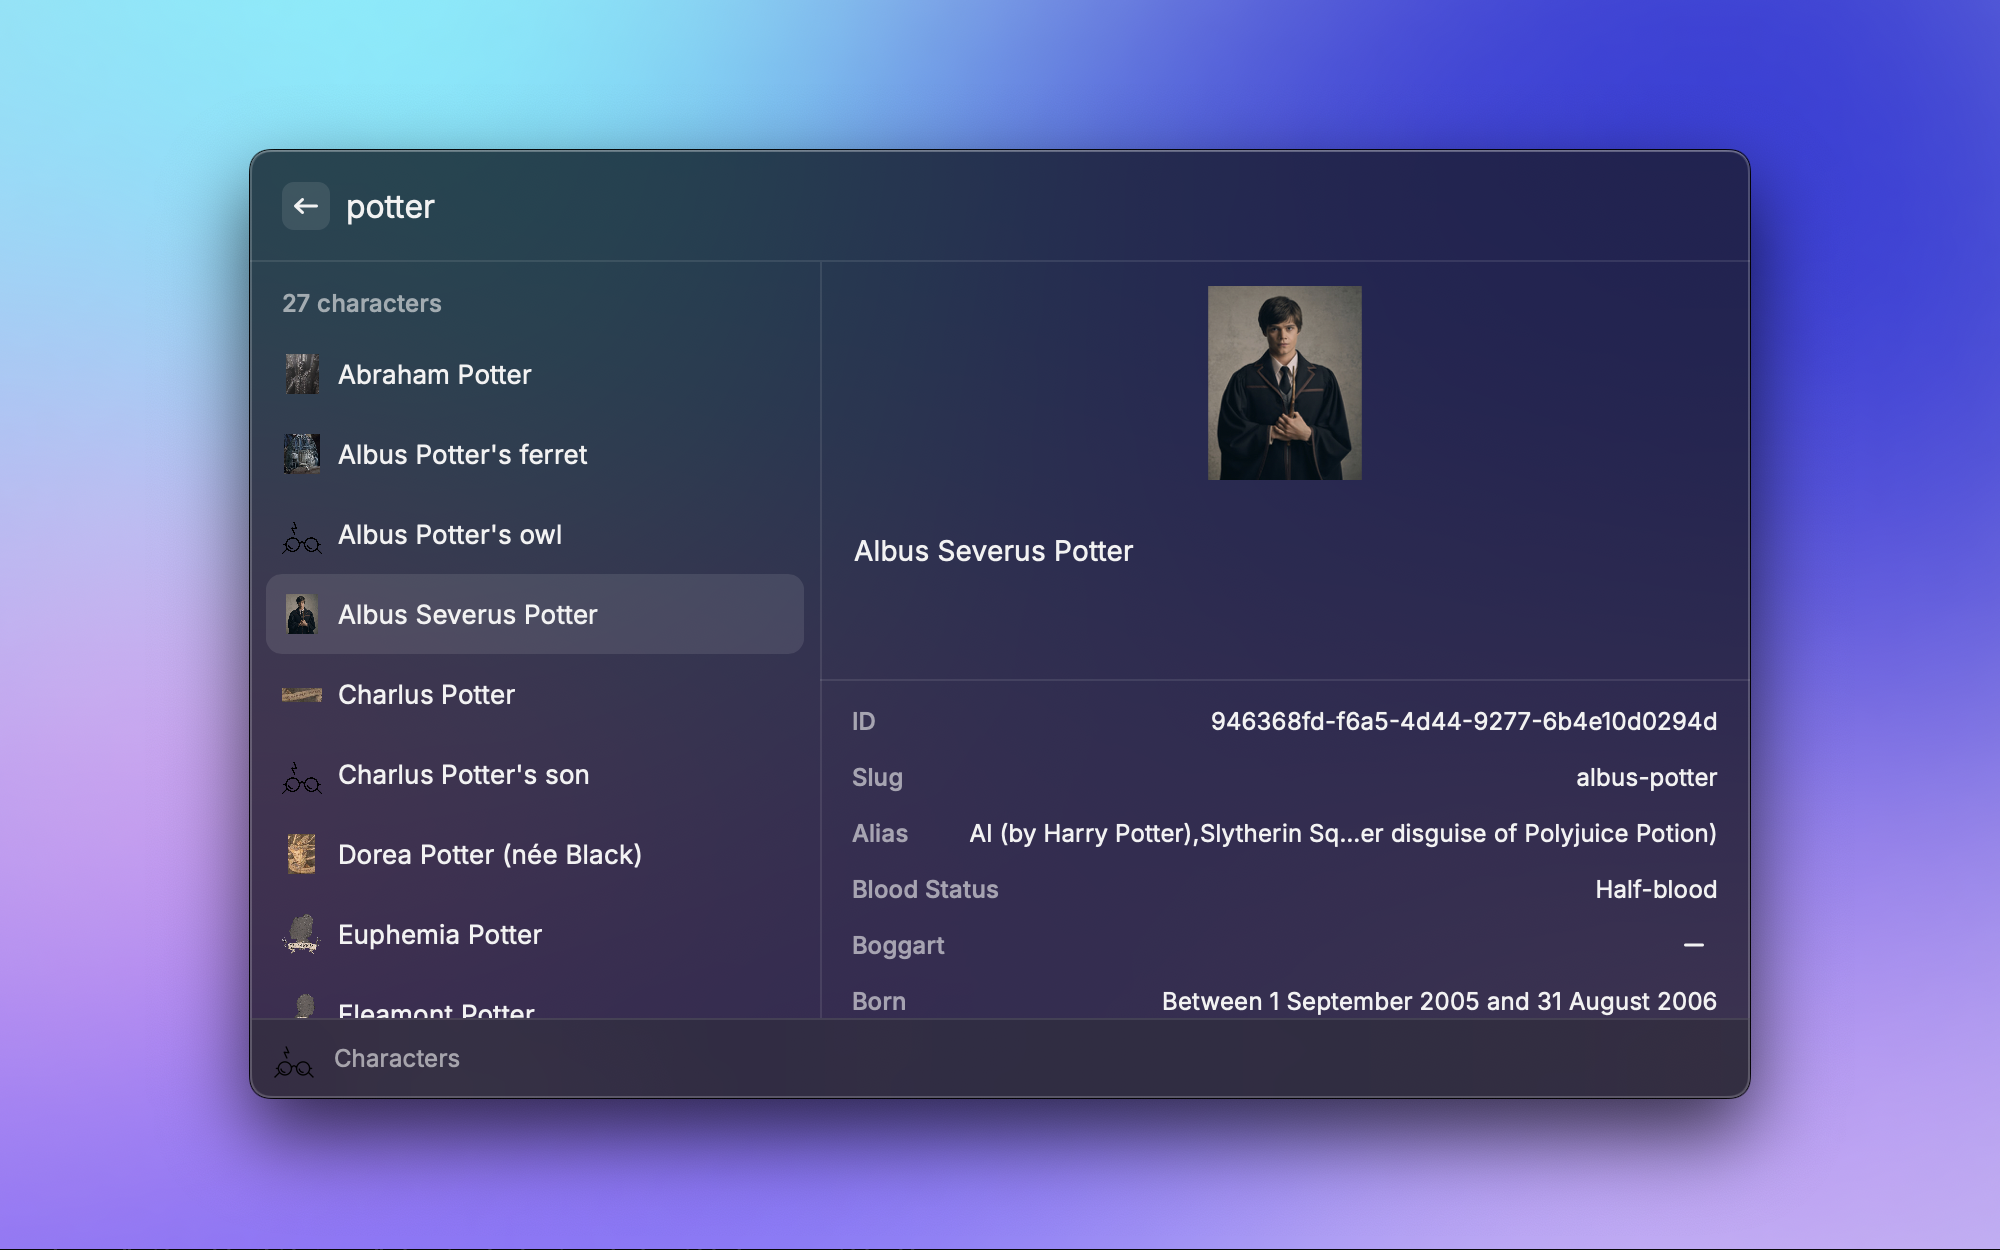 potter
27 characters
Abraham Potter
Albus Potter's ferret
Albus Potter's owl
Albus Severus Potter
Charlus Potter
Charlus Potter's son
Dorea Potter (née Black)
Euphemia Potter
Fleamont Potter
Albus Severus Potter
ID 946368fd-f6a5-4d44-9277-6b4e10d0294d
Slug albus-potter
Alias Al (by Harry Potter),Slytherin Sq...er disguise of Polyjuice Potion)
Blood Status Half-blood
Boggart —
Born Between 1 September 2005 and 31 August 2006
Characters